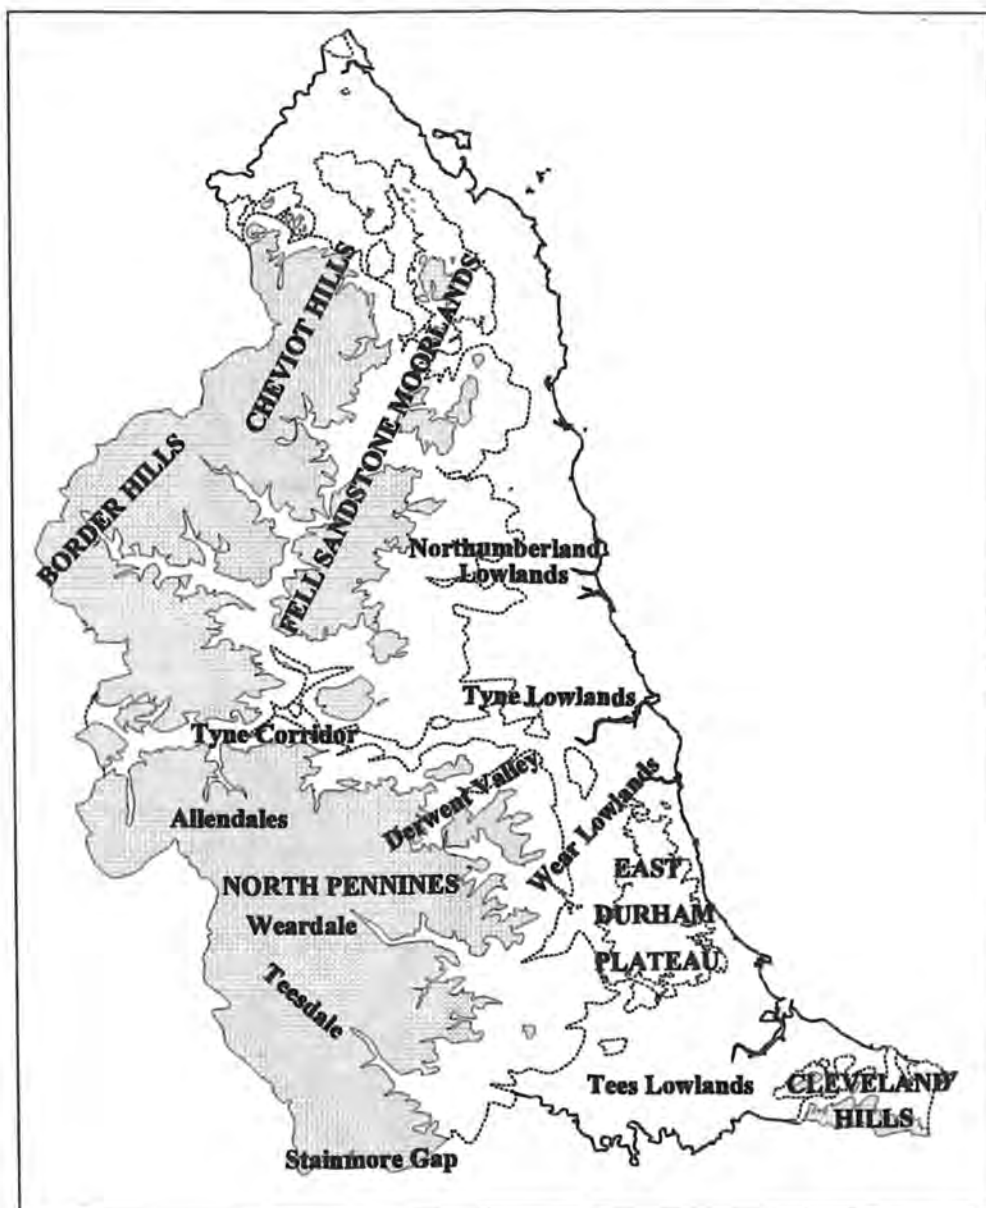 CHEVIOT HILLS
FELL SANDSTONE MOORLANDS
BORDER HILLS
Northumberland
Lowlands
Tyne Lowlands
Tyne Corridor
Derwent Valley
Allendales
Wear Lowlands
EAST
DURHAM
PLATEAU
NORTH PENNINES
Weardale
Teesdale
Tees Lowlands
CLEVELAND
HILLS
Stainmore Gap